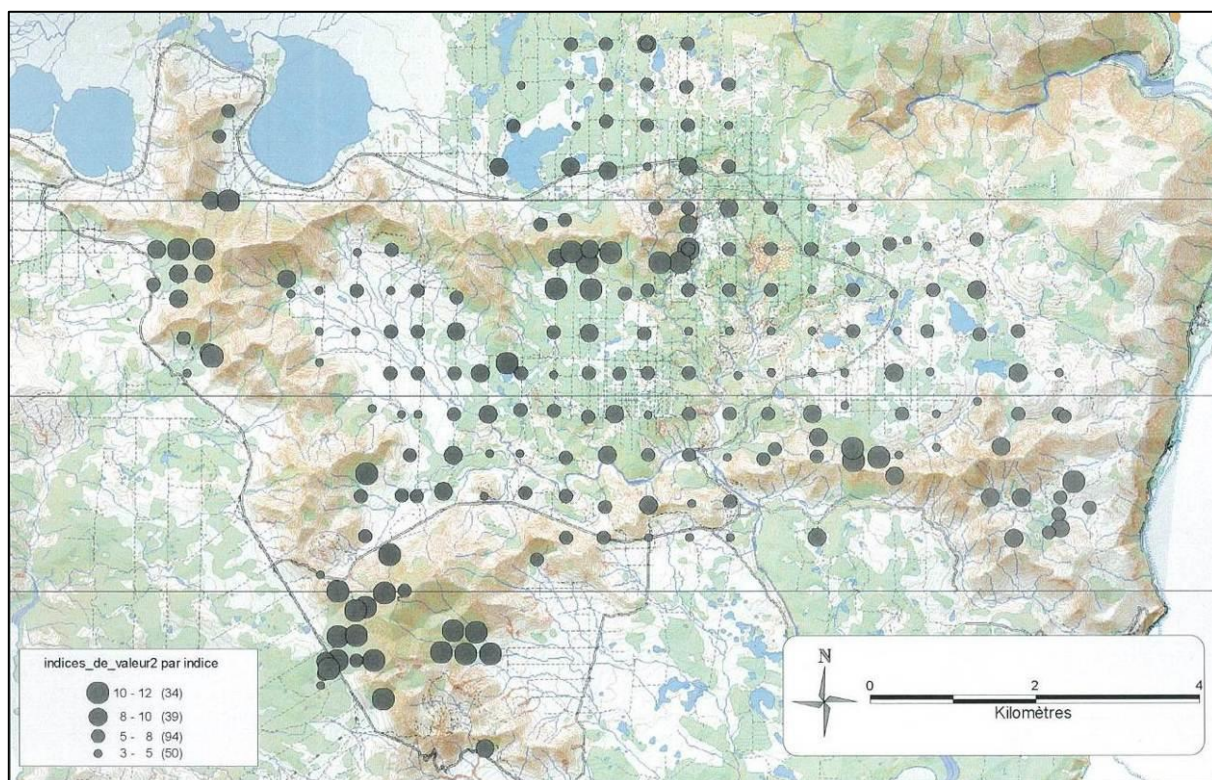 indices_de_valeur2 par indice
10 - 12 (34)
8 - 10 (39)
5 - 8 (94)
3 - 5 (50)
N
0 2 4
Kilomètres